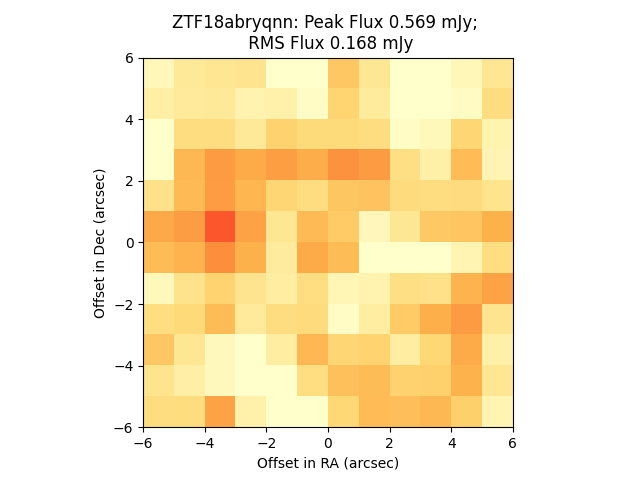 ZTF18abryqnn: Peak Flux 0.569 mJy;
RMS Flux 0.168 mJy
6
4
2
0
−2
−4
−6
Offset in Dec (arcsec)
−6 −4 −2 0 2 4 6
Offset in RA (arcsec)